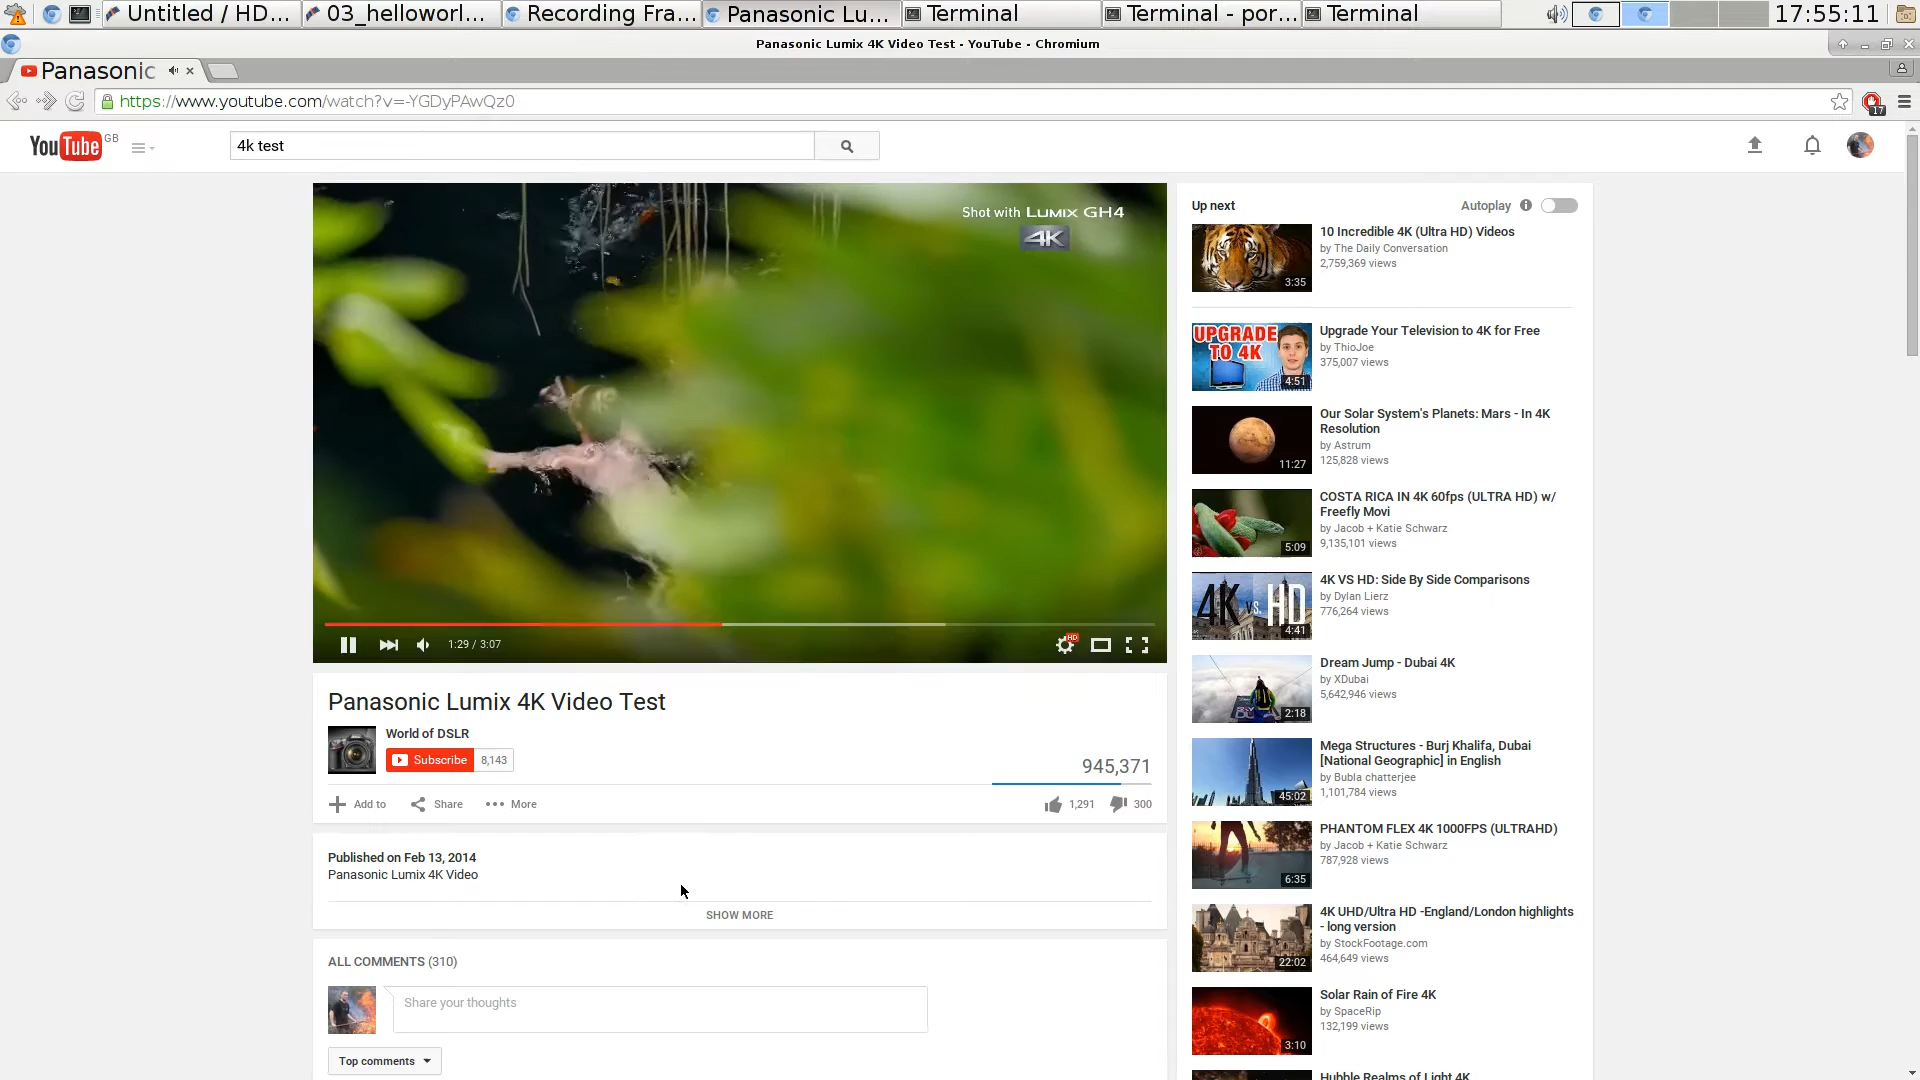 Untitled / HD...
03_helloworl...
Recording Fra...
Panasonic Lu...
Terminal
Terminal - por...
Terminal
17:55:11
Panasonic Lumix 4K Video Test - YouTube - Chromium
Panasonic
https://www.youtube.com/watch?v=-YGDyPAwQz0
17
YouTube GB
4k test
Shot with LUMIX GH4
4K
1:29 / 3:07
HD
Panasonic Lumix 4K Video Test
World of DSLR
Subscribe 8,143
945,371
Add to
Share
More
1,291
300
Published on Feb 13, 2014
Panasonic Lumix 4K Video
SHOW MORE
ALL COMMENTS (310)
Share your thoughts
Top comments
Up next
Autoplay
10 Incredible 4K (Ultra HD) Videos
by The Daily Conversation
2,759,369 views
3:35
UPGRADE
TO 4K
4:51
Upgrade Your Television to 4K for Free
by ThioJoe
375,007 views
Our Solar System's Planets: Mars - In 4K
Resolution
by Astrum
125,828 views
11:27
COSTA RICA IN 4K 60fps (ULTRA HD) w/
Freefly Movi
by Jacob + Katie Schwarz
9,135,101 views
5:09
4K VS HD: Side By Side Comparisons
by Dylan Lierz
776,264 views
4K vs. HD
4:41
Dream Jump - Dubai 4K
by XDubai
5,642,946 views
2:18
Mega Structures - Burj Khalifa, Dubai
[National Geographic] in English
by Bubla chatterjee
1,101,784 views
45:02
PHANTOM FLEX 4K 1000FPS (ULTRAHD)
by Jacob + Katie Schwarz
787,928 views
6:35
4K UHD/Ultra HD -England/London highlights
- long version
by StockFootage.com
464,649 views
22:02
Solar Rain of Fire 4K
by SpaceRip
132,199 views
3:10
Hubble Realms of Light 4K